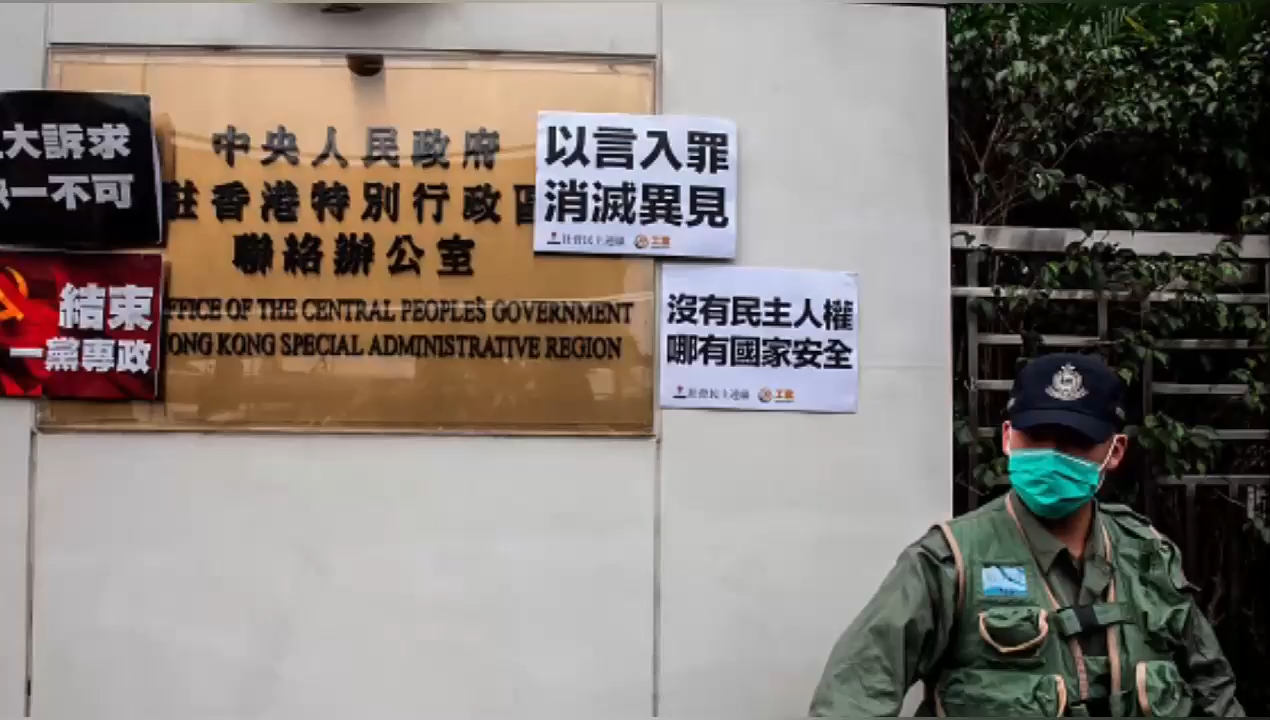 大訴求
一不可
結束
一黨專政
中央人民政府
駐香港特別行政區
聯絡辦公室
OFFICE OF THE CENTRAL PEOPLE'S GOVERNMENT
ONG KONG SPECIAL ADMINISTRATIVE REGION
以言入罪
消滅異見
社會民主連線
工黨
沒有民主人權
哪有國家安全
社會民主連線
工黨